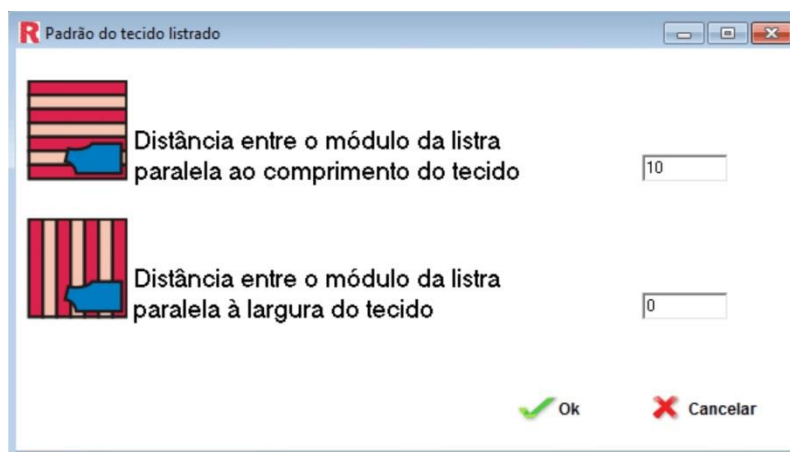 R Padrão do tecido listrado
Distância entre o módulo da listra
paralela ao comprimento do tecido
10
Distância entre o módulo da listra
paralela à largura do tecido
0
Ok Cancelar